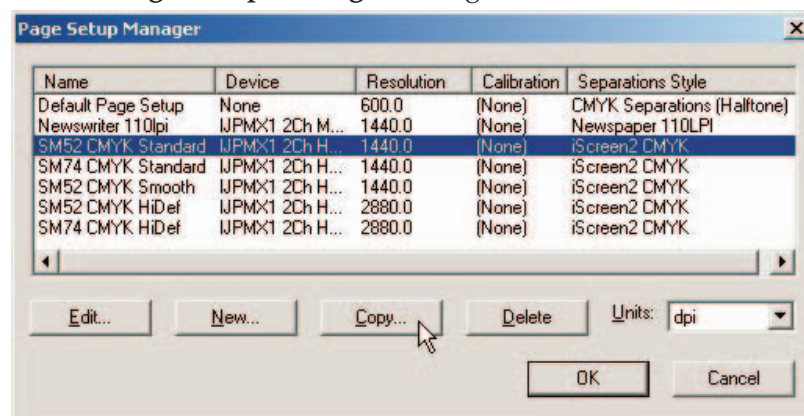 Page Setup Manager
Name Device Resolution Calibration Separations Style
Default Page Setup None 600.0 (None) CMYK Separations (Halftone)
Newswriter 110lpi IJPMX1 2Ch M... 1440.0 (None) Newspaper 110LPI
SM52 CMYK Standard IJPMX1 2Ch H... 1440.0 (None) iScreen2 CMYK
SM74 CMYK Standard IJPMX1 2Ch H... 1440.0 (None) iScreen2 CMYK
SM52 CMYK Smooth IJPMX1 2Ch H... 1440.0 (None) iScreen2 CMYK
SM52 CMYK HiDef IJPMX1 2Ch H... 2880.0 (None) iScreen2 CMYK
SM74 CMYK HiDef IJPMX1 2Ch H... 2880.0 (None) iScreen2 CMYK
Edit... New... Copy... Delete Units: dpi
OK Cancel